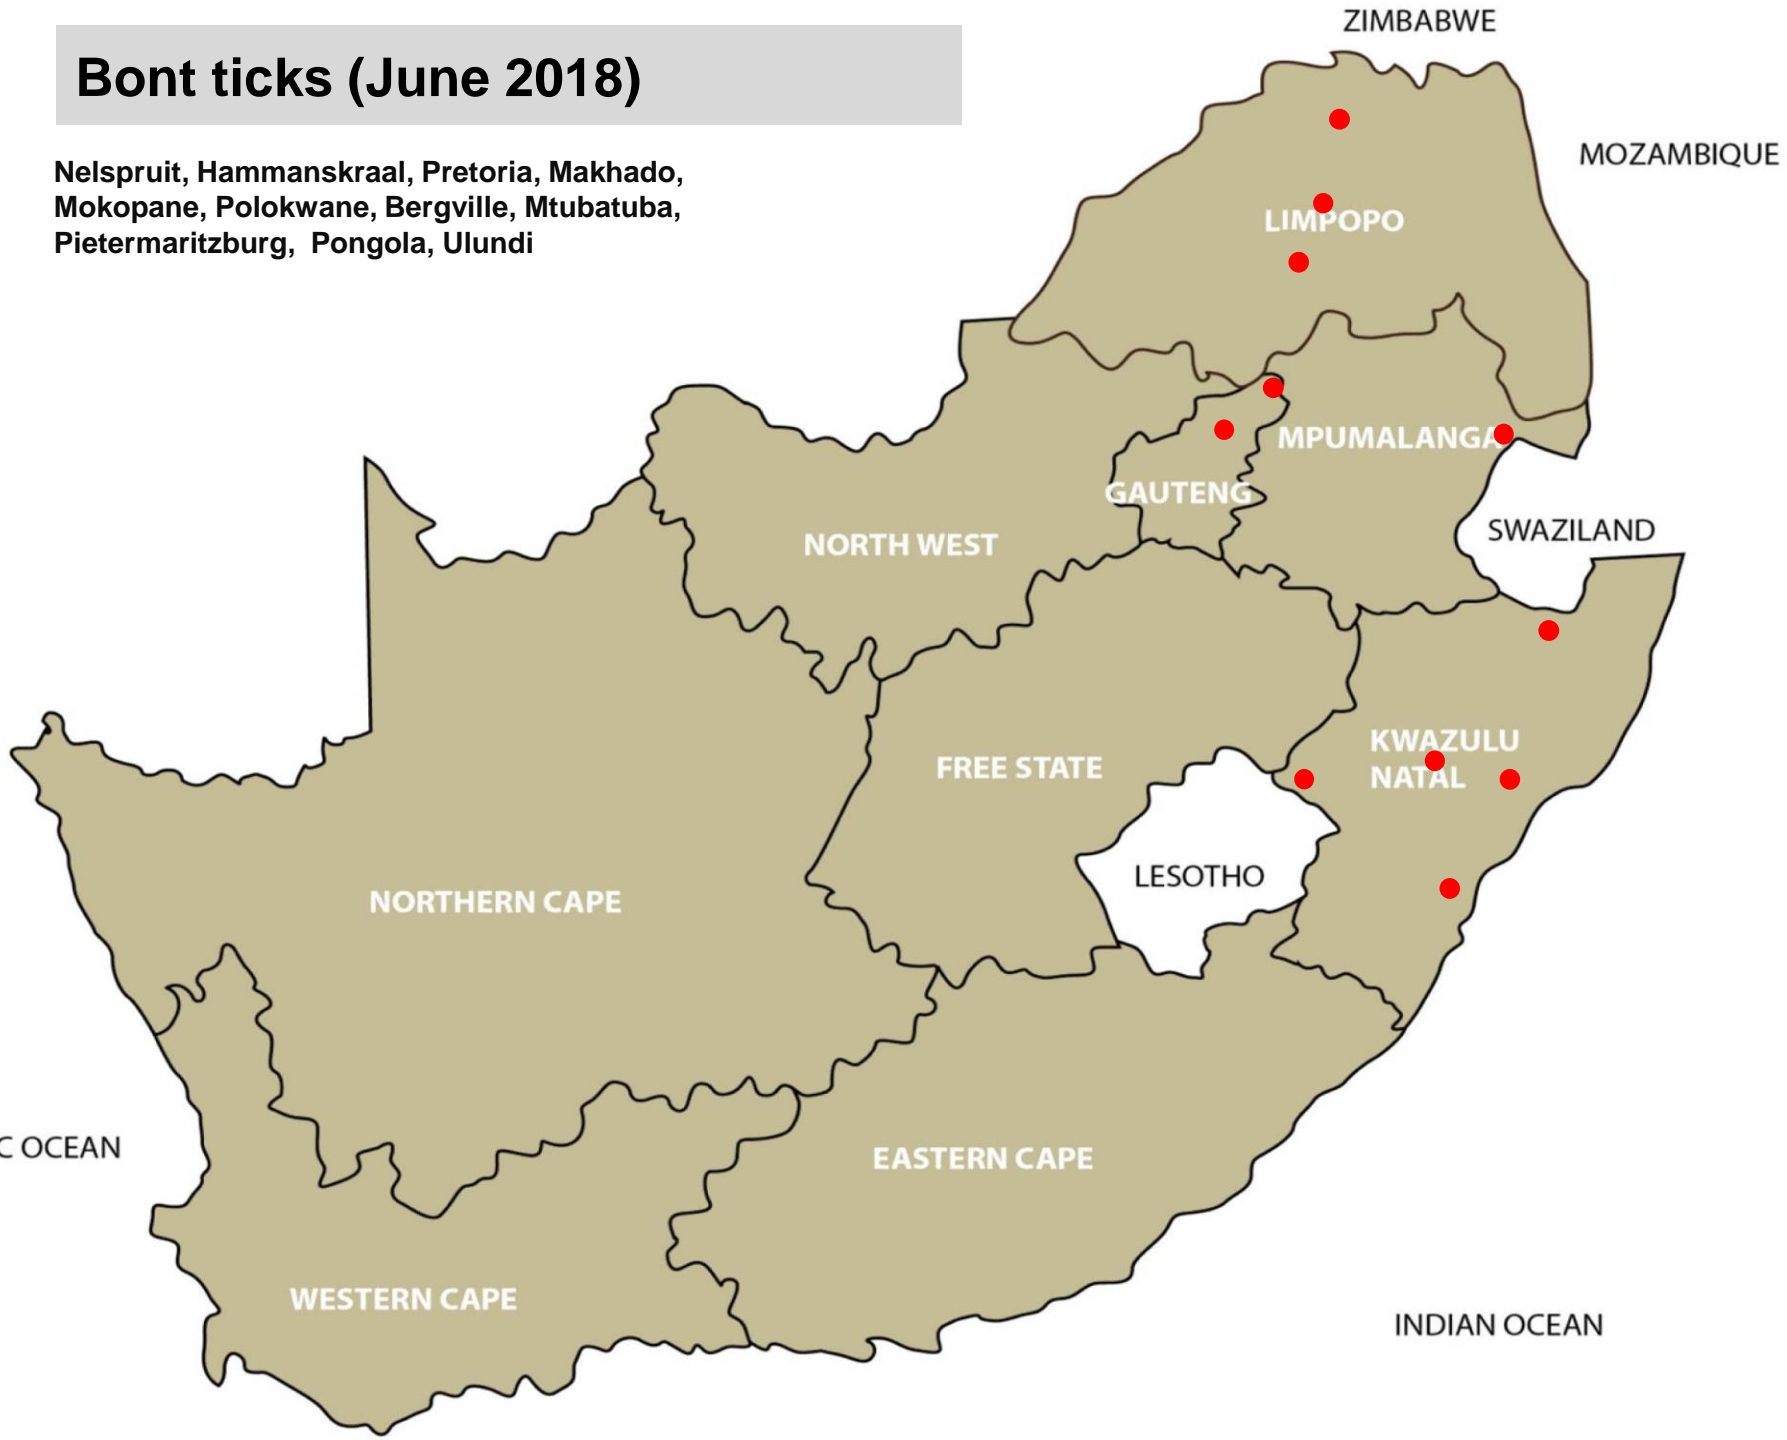 ZIMBABWE
Bont ticks (June 2018)
MOZAMBIQUE
Nelspruit, Hammanskraal, Pretoria, Makhado,
Mokopane, Polokwane, Bergville, Mtubatuba,
Pietermaritzburg,  Pongola, Ulundi
LIMPOPO
MPUMALANGA
GAUTENG
SWAZILAND
NORTH WEST
KWAZULU
NATAL
FREE STATE
LESOTHO
NORTHERN CAPE
C OCEAN
EASTERN CAPE
WESTERN CAPE
INDIAN OCEAN